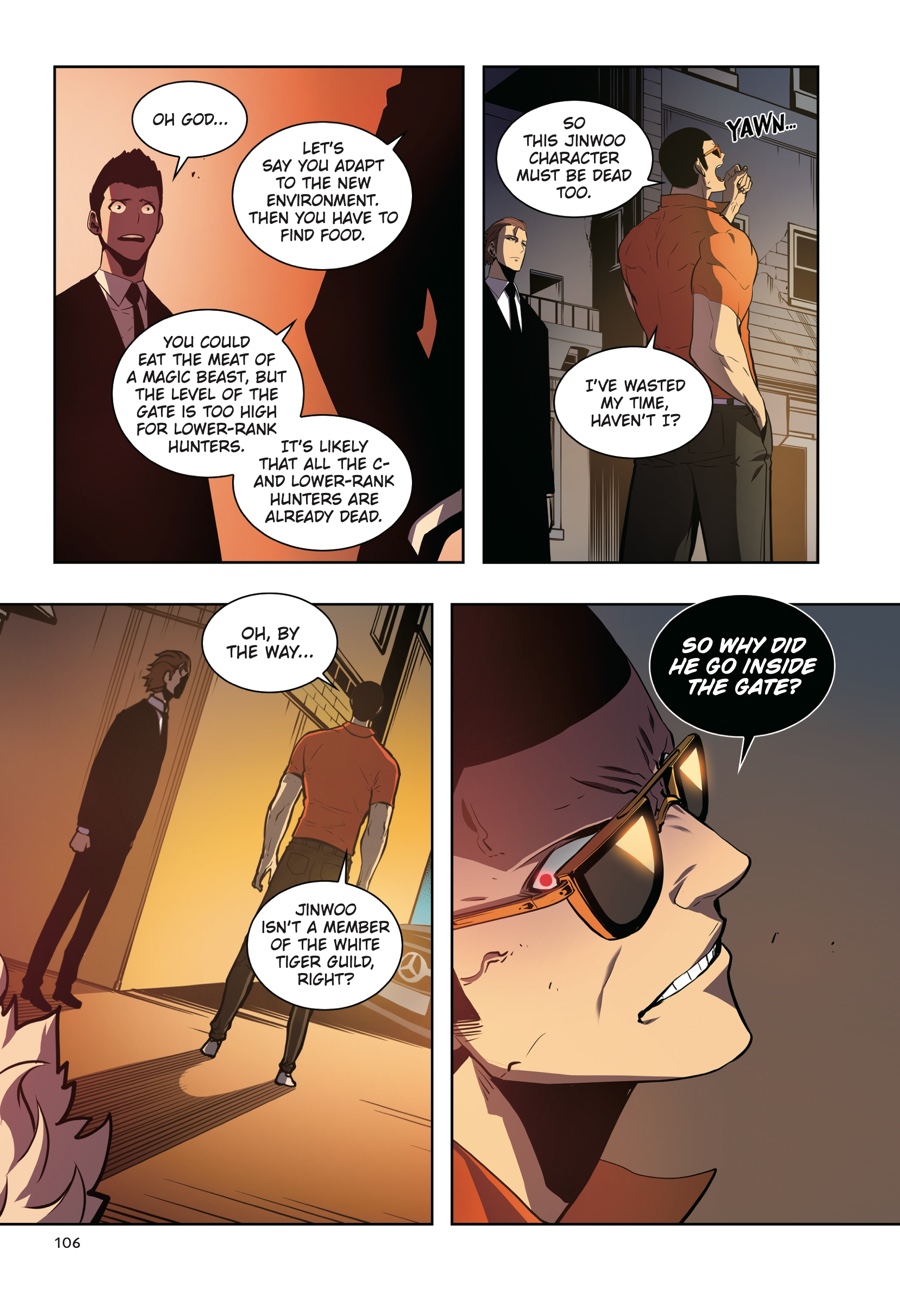 OH GOD...
LET'S
SAY YOU ADAPT
TO THE NEW
ENVIRONMENT.
THEN YOU HAVE TO
FIND FOOD.
YOU COULD
EAT THE MEAT OF
A MAGIC BEAST, BUT
THE LEVEL OF THE
GATE IS TOO HIGH
FOR LOWER-RANK
HUNTERS.
IT'S LIKELY
THAT ALL THE C-
AND LOWER-RANK
HUNTERS ARE
ALREADY DEAD.
SO
THIS JINWOO
CHARACTER
MUST BE DEAD
TOO.
YAWN...
I'VE WASTED
MY TIME,
HAVEN'T I?
OH, BY
THE WAY...
JINWOO
ISN'T A MEMBER
OF THE WHITE
TIGER GUILD,
RIGHT?
SO WHY DID
HE GO INSIDE
THE GATE?
106